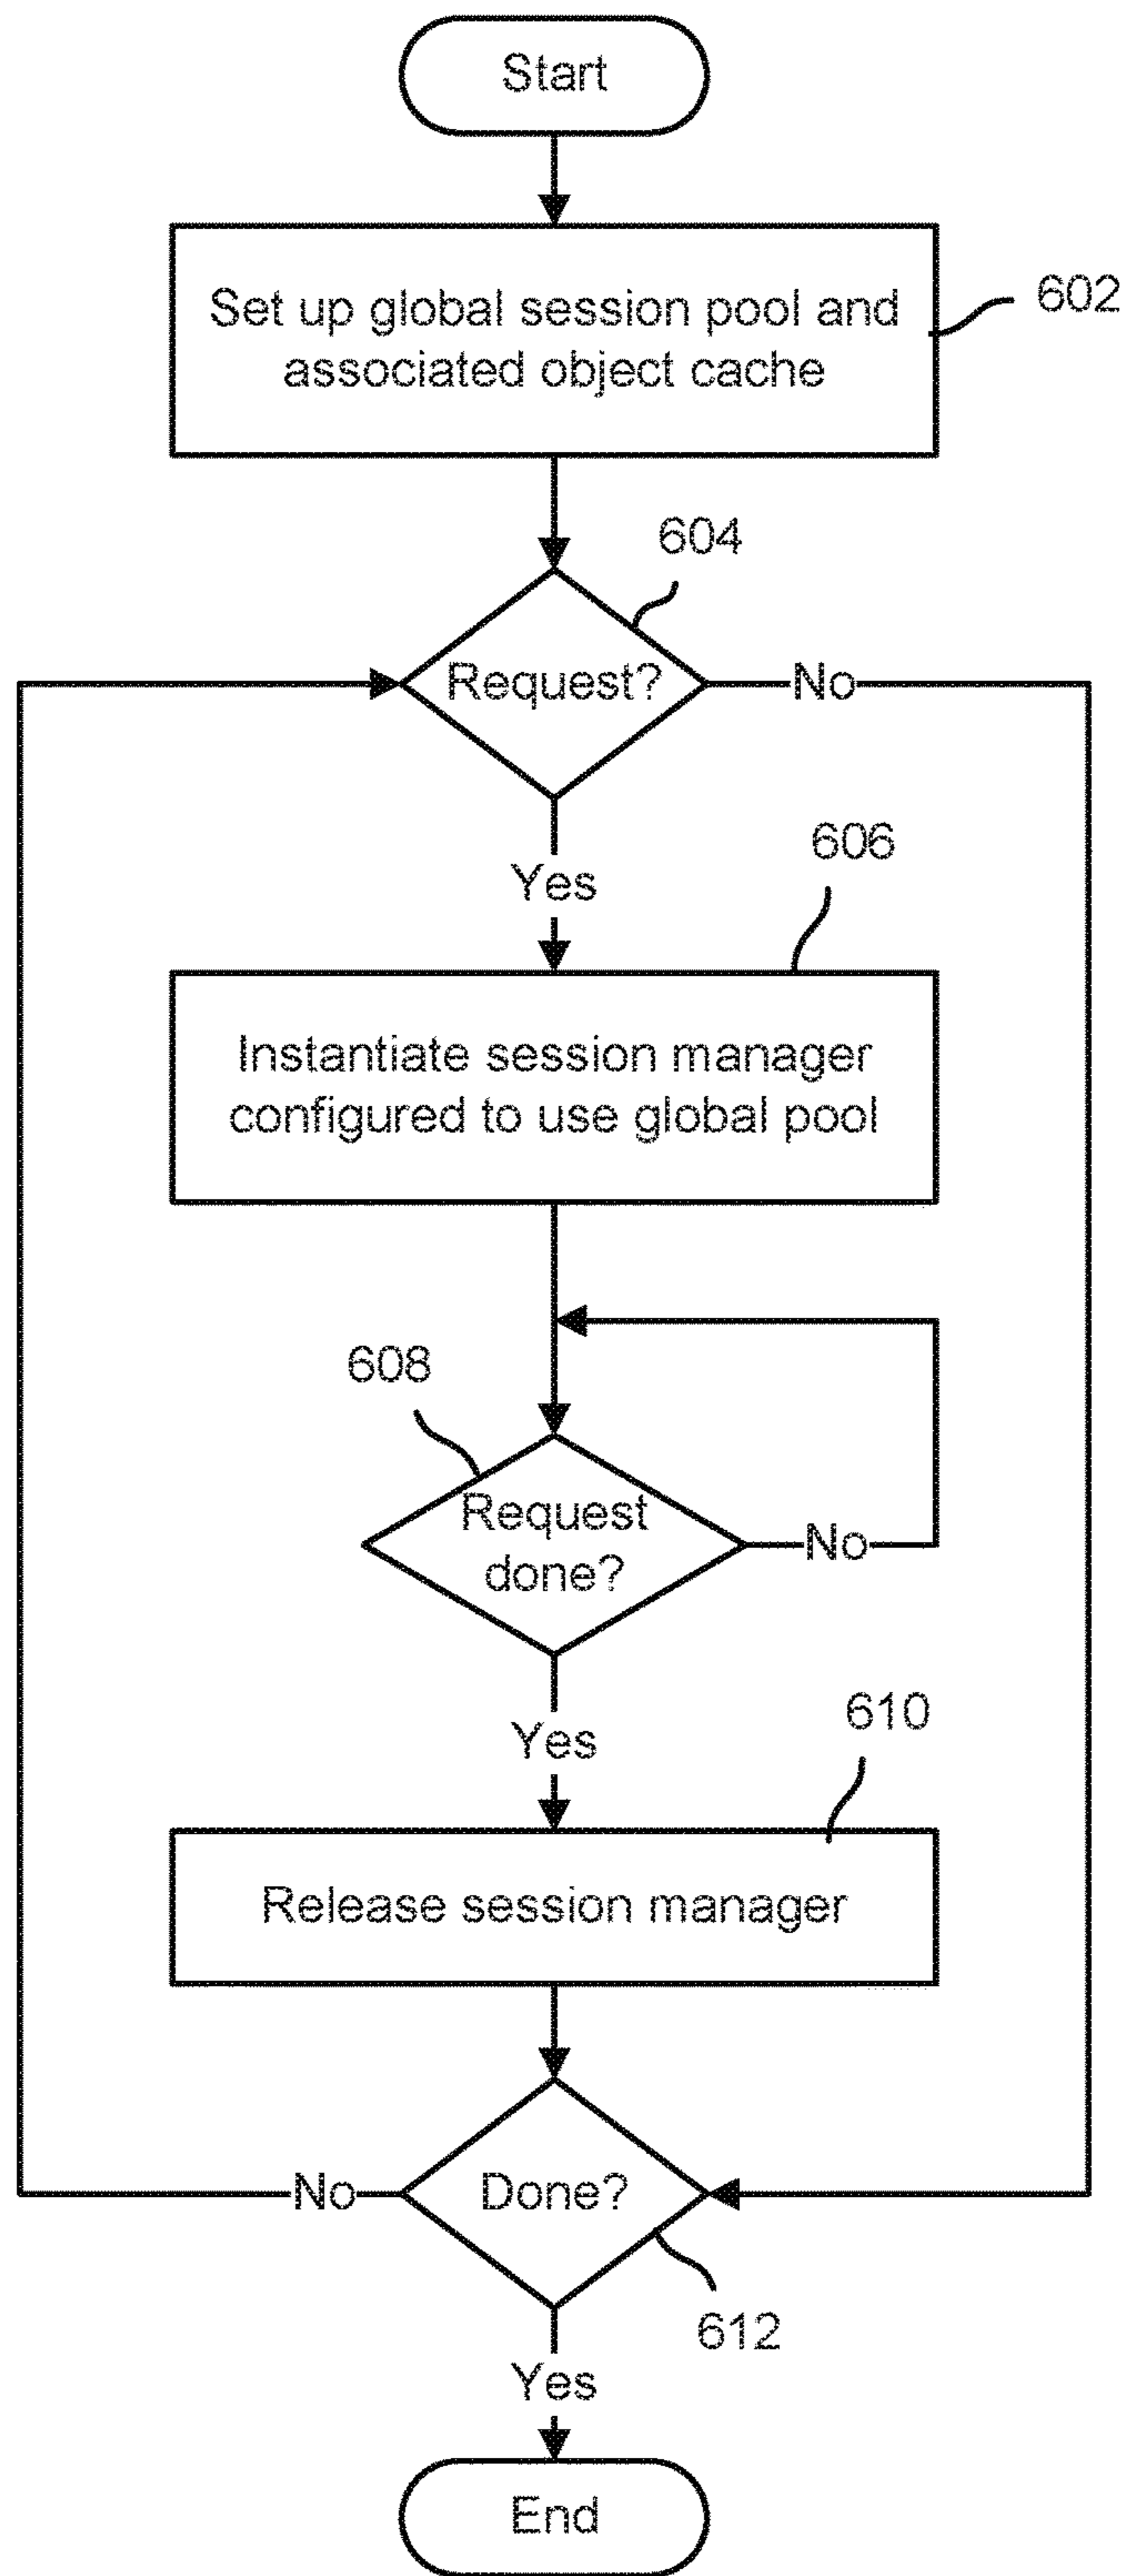 Start
Set up global session pool and
associated object cache
602
604
Request?
No
Yes
606
Instantiate session manager
configured to use global pool
608
Request
done?
No
Yes
610
Release session manager
No
Done?
612
Yes
End